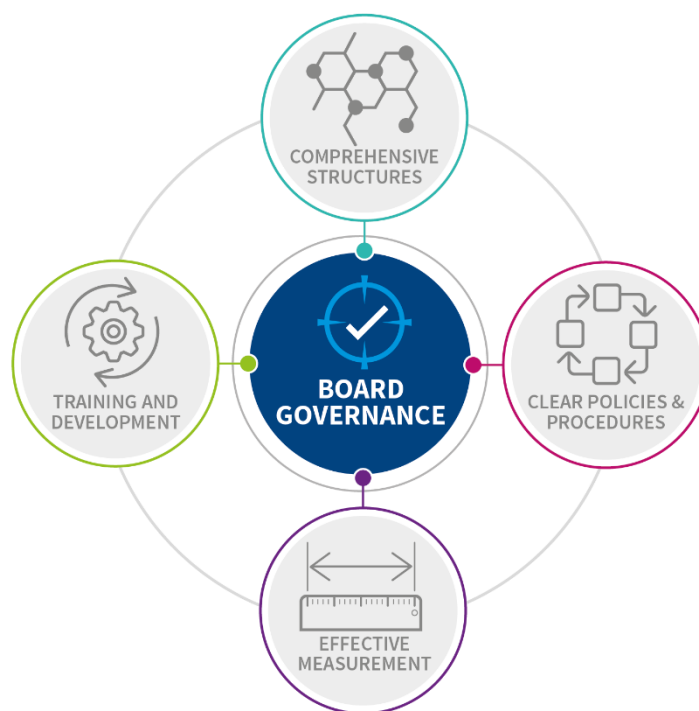 COMPREHENSIVE
STRUCTURES
BOARD
GOVERNANCE
TRAINING AND
DEVELOPMENT
CLEAR POLICIES &
PROCEDURES
EFFECTIVE
MEASUREMENT